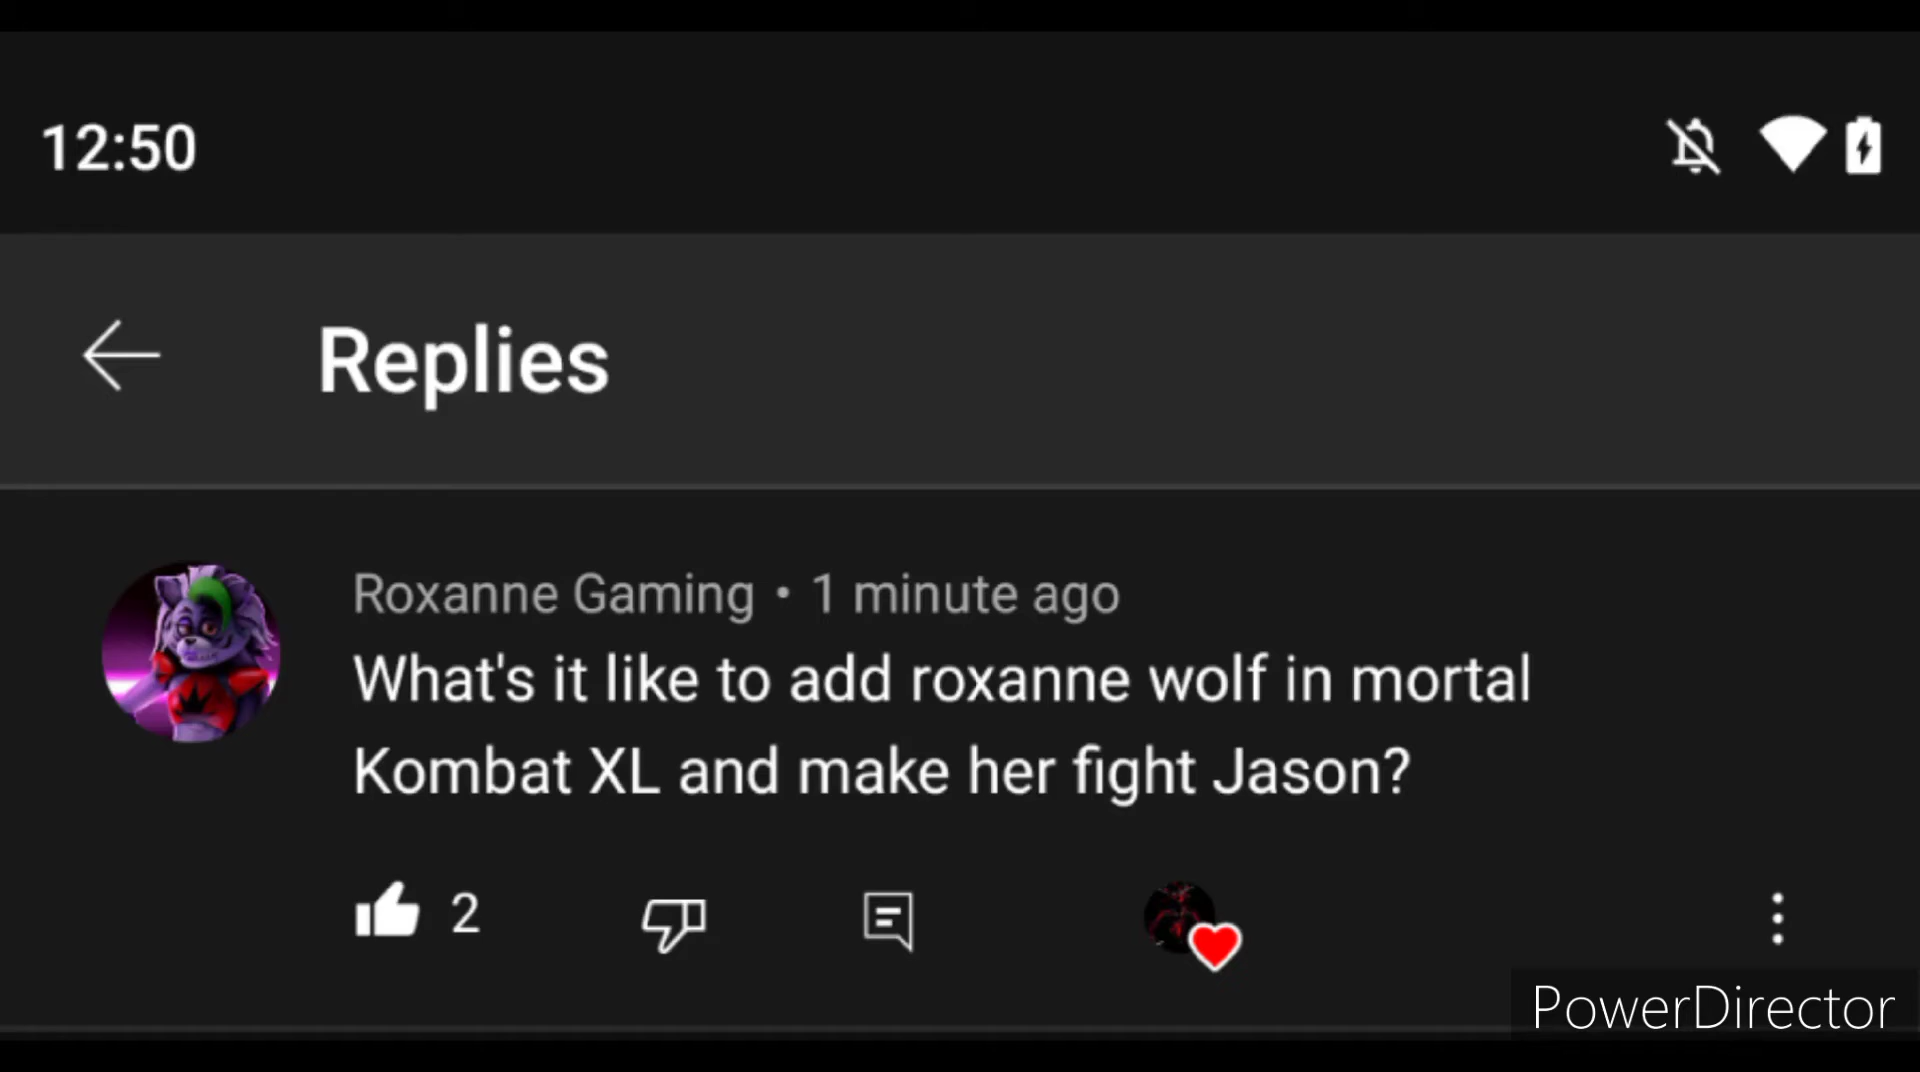 12:50
Replies
Roxanne Gaming • 1 minute ago
What's it like to add roxanne wolf in mortal
Kombat XL and make her fight Jason?
2
PowerDirector